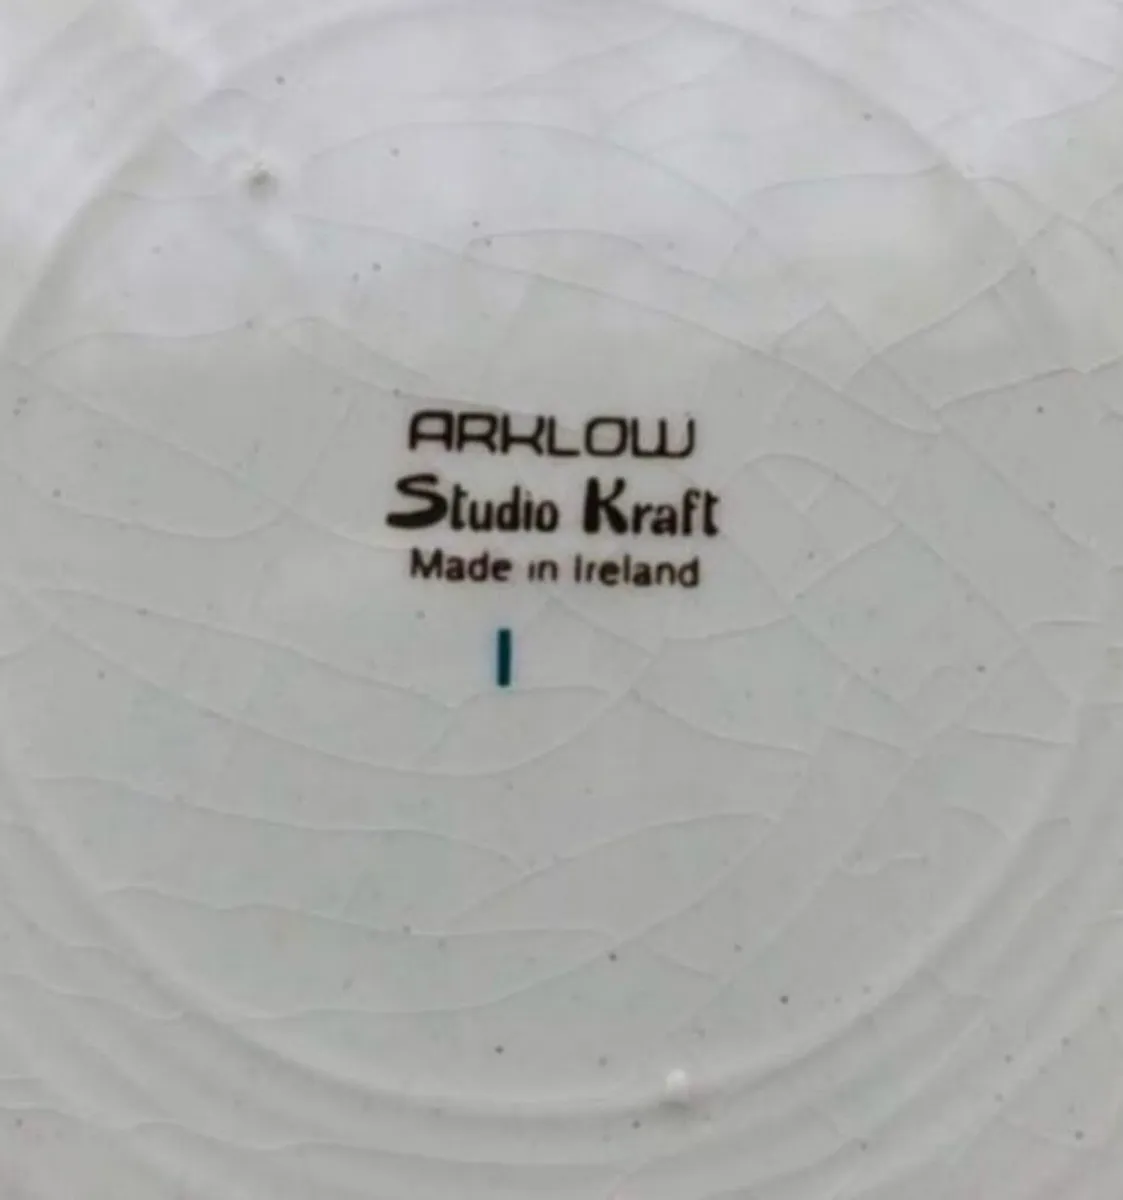 ARKLOW
Studio Kraft
Made in Ireland
I